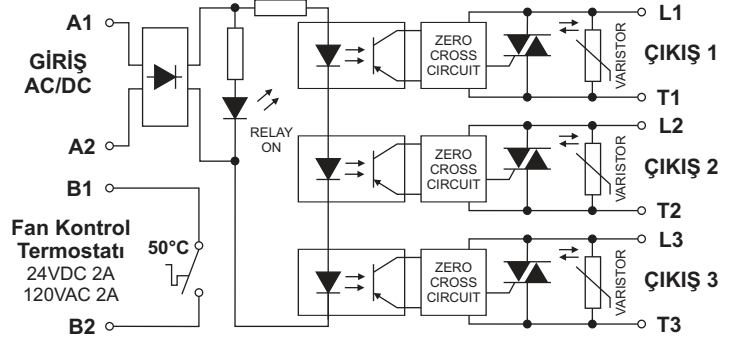 A1
GİRİŞ
AC/DC
A2
RELAY
ON
B1
Fan Kontrol
Termostatı
24VDC 2A
120VAC 2A
50°C
B2
ZERO
CROSS
CIRCUIT
VARISTOR
L1
ÇIKIŞ 1
T1
ZERO
CROSS
CIRCUIT
VARISTOR
L2
ÇIKIŞ 2
T2
ZERO
CROSS
CIRCUIT
VARISTOR
L3
ÇIKIŞ 3
T3